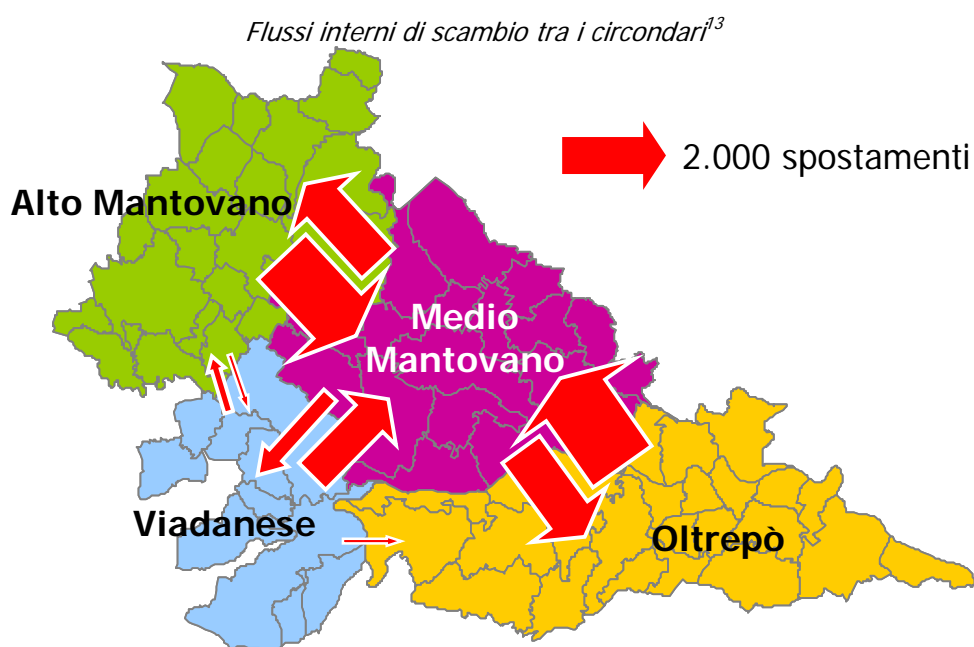 Flussi interni di scambio tra i circondari13
2.000 spostamenti
Alto Mantovano
Medio
Mantovano
Viadanese
Oltrepò